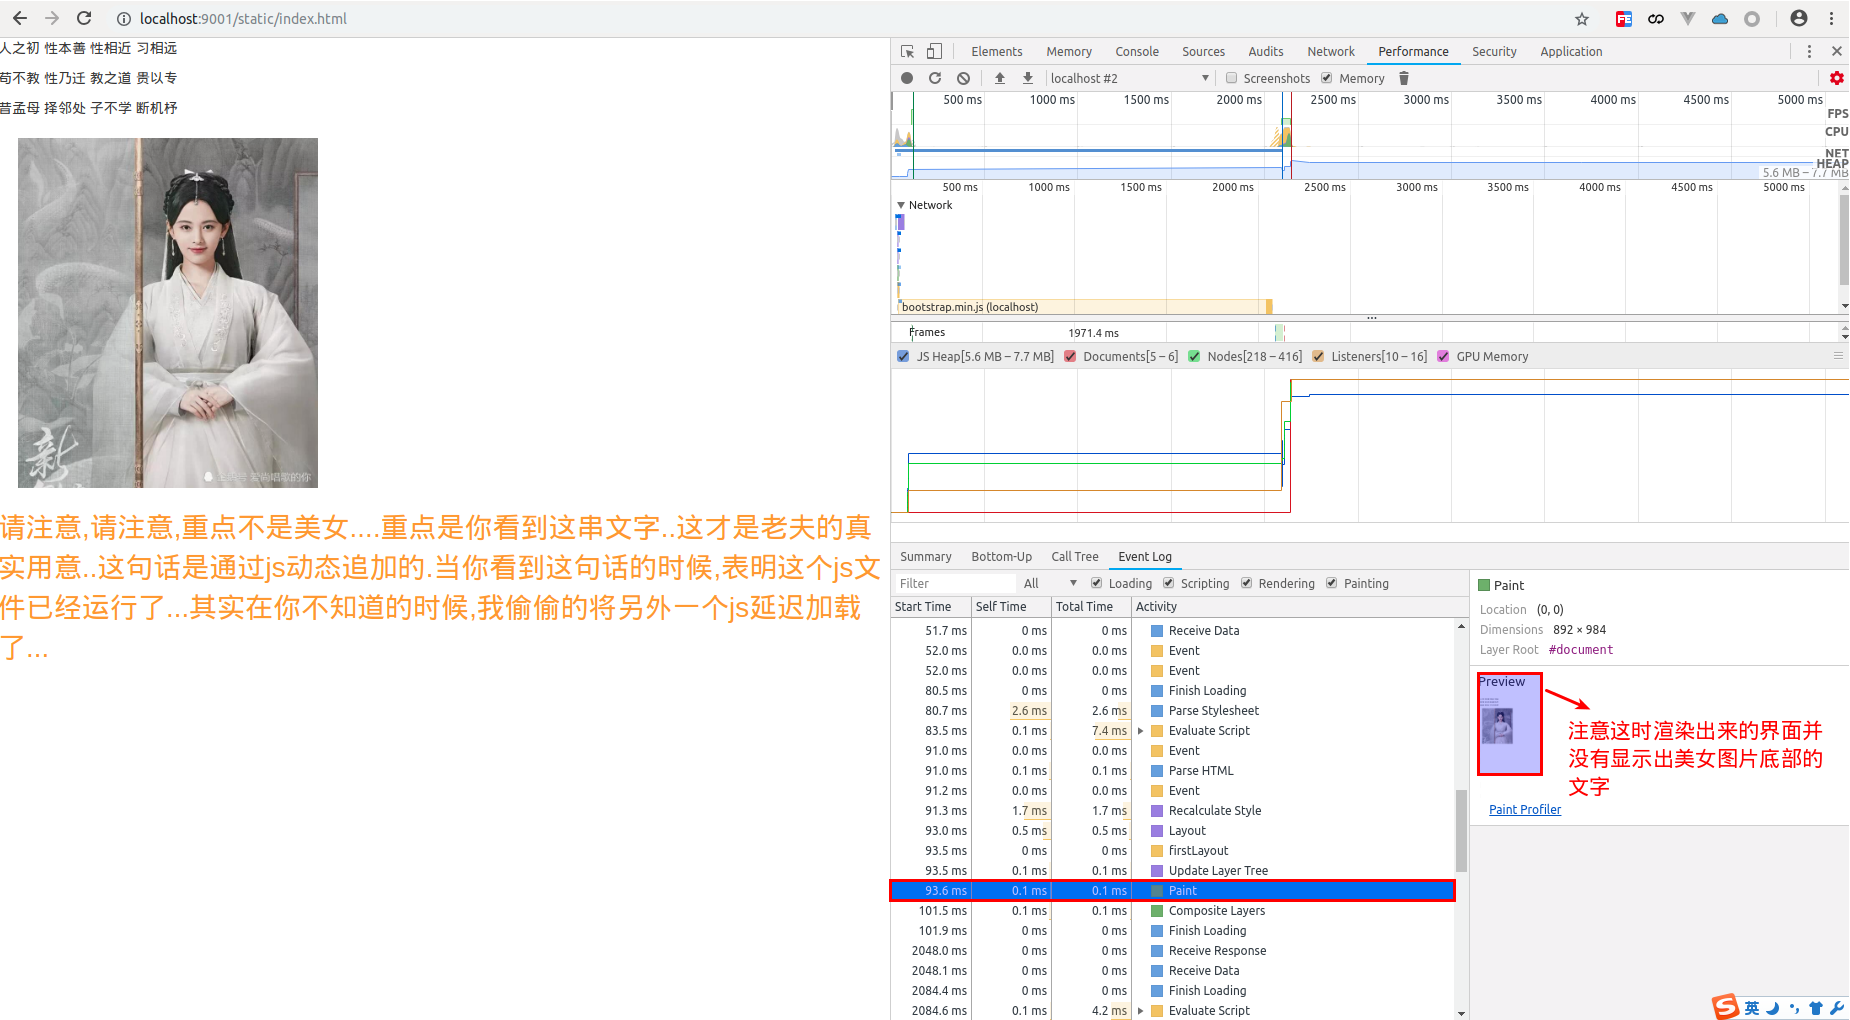 localhost:9001/static/index.html
人之初 性本善 性相近 习相远
苟不教 性乃迁 教之道 贵以专
昔孟母 择邻处 子不学 断机杼
请注意,请注意,重点不是美女....重点是你看到这串文字..这才是老夫的真
实用意..这句话是通过js动态追加的.当你看到这句话的时候,表明这个js文
件已经运行了...其实在你不知道的时候,我偷偷的将另外一个js延迟加载
了...
Elements Memory Console Sources Audits Network Performance Security Application
localhost #2 Screenshots Memory
500 ms 1000 ms 1500 ms 2000 ms 2500 ms 3000 ms 3500 ms 4000 ms 4500 ms 5000 ms
FPS
CPU
NET
HEAP
5.6 MB – 7.7 MB
500 ms 1000 ms 1500 ms 2000 ms 2500 ms 3000 ms 3500 ms 4000 ms 4500 ms 5000 ms
Network
bootstrap.min.js (localhost)
Frames 1971.4 ms
JS Heap[5.6 MB – 7.7 MB] Documents[5 – 6] Nodes[218 – 416] Listeners[10 – 16] GPU Memory
Summary Bottom-Up Call Tree Event Log
Filter All Loading Scripting Rendering Painting
Start Time Self Time Total Time Activity
51.7 ms 0 ms 0 ms Receive Data
52.0 ms 0.0 ms 0.0 ms Event
52.0 ms 0.0 ms 0.0 ms Event
80.5 ms 0 ms 0 ms Finish Loading
80.7 ms 2.6 ms 2.6 ms Parse Stylesheet
83.5 ms 0.1 ms 7.4 ms Evaluate Script
91.0 ms 0.0 ms 0.0 ms Event
91.0 ms 0.1 ms 0.1 ms Parse HTML
91.2 ms 0.0 ms 0.0 ms Event
91.3 ms 1.7 ms 1.7 ms Recalculate Style
93.0 ms 0.5 ms 0.5 ms Layout
93.5 ms 0 ms 0 ms firstLayout
93.5 ms 0.1 ms 0.1 ms Update Layer Tree
93.6 ms 0.1 ms 0.1 ms Paint
101.5 ms 0.1 ms 0.1 ms Composite Layers
101.9 ms 0 ms 0 ms Finish Loading
2048.0 ms 0 ms 0 ms Receive Response
2048.1 ms 0 ms 0 ms Receive Data
2084.4 ms 0 ms 0 ms Finish Loading
2084.6 ms 0.1 ms 4.2 ms Evaluate Script
Paint
Location (0, 0)
Dimensions 892 × 984
Layer Root #document
Preview
注意这时渲染出来的界面并
没有显示出美女图片底部的
文字
Paint Profiler
英